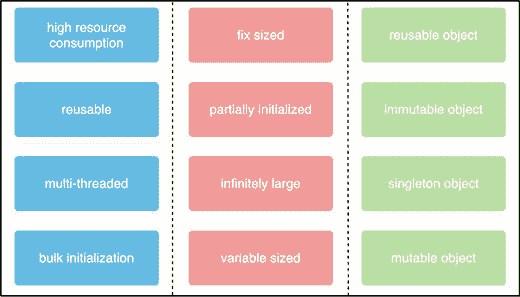 high resource
consumption
fix sized
reusable object
reusable
partially initialized
immutable object
multi-threaded
infinitely large
singleton object
bulk initialization
variable sized
mutable object